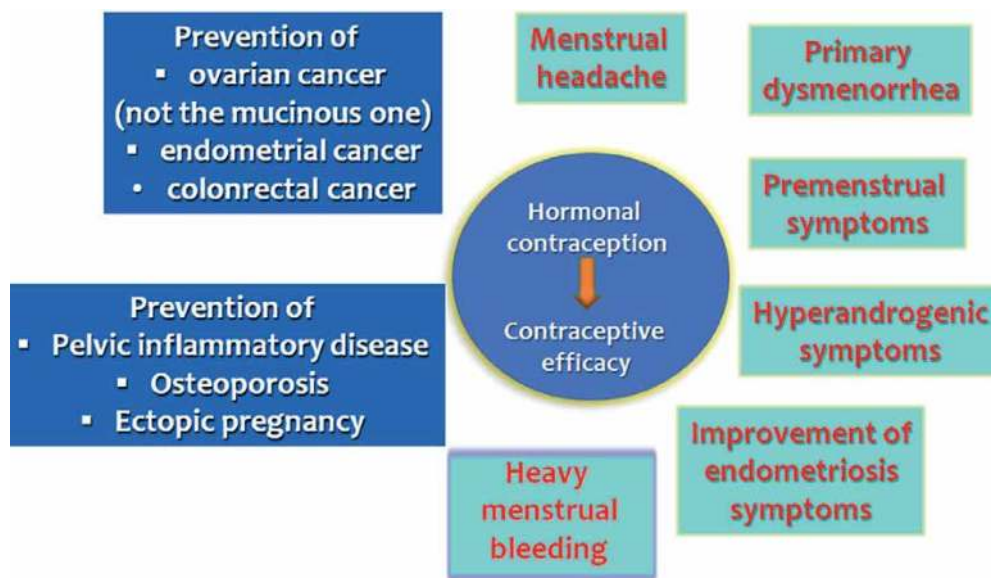 Prevention 0f
▪ ovarian cancer
(not the mucinous one)
▪ endometrial cancer
• colonrectal cancer
Menstrual
headache
Primary
dysmenorrhea
Premenstrual
symptoms
Hormonal
contraception
Contraceptive
efficacy
Prevention of
▪ Pelvic inflammatory disease
▪ Osteoporosis
▪ Ectopic pregnancy
Hyperandrogenic
symptoms
Improvement of
endometriosis
symptoms
Heavy
menstrual
bleeding